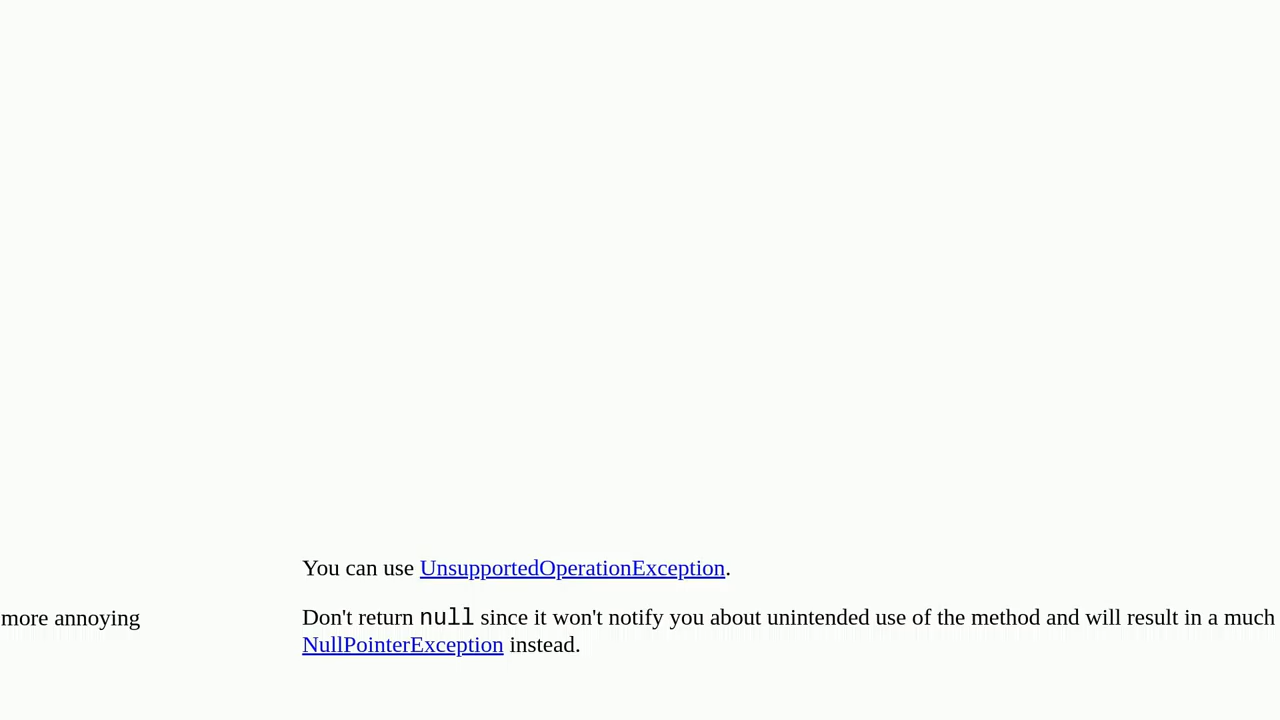 You can use UnsupportedOperationException.
Don't return null since it won't notify you about unintended use of the method and will result in a much
more annoying
NullPointerException instead.